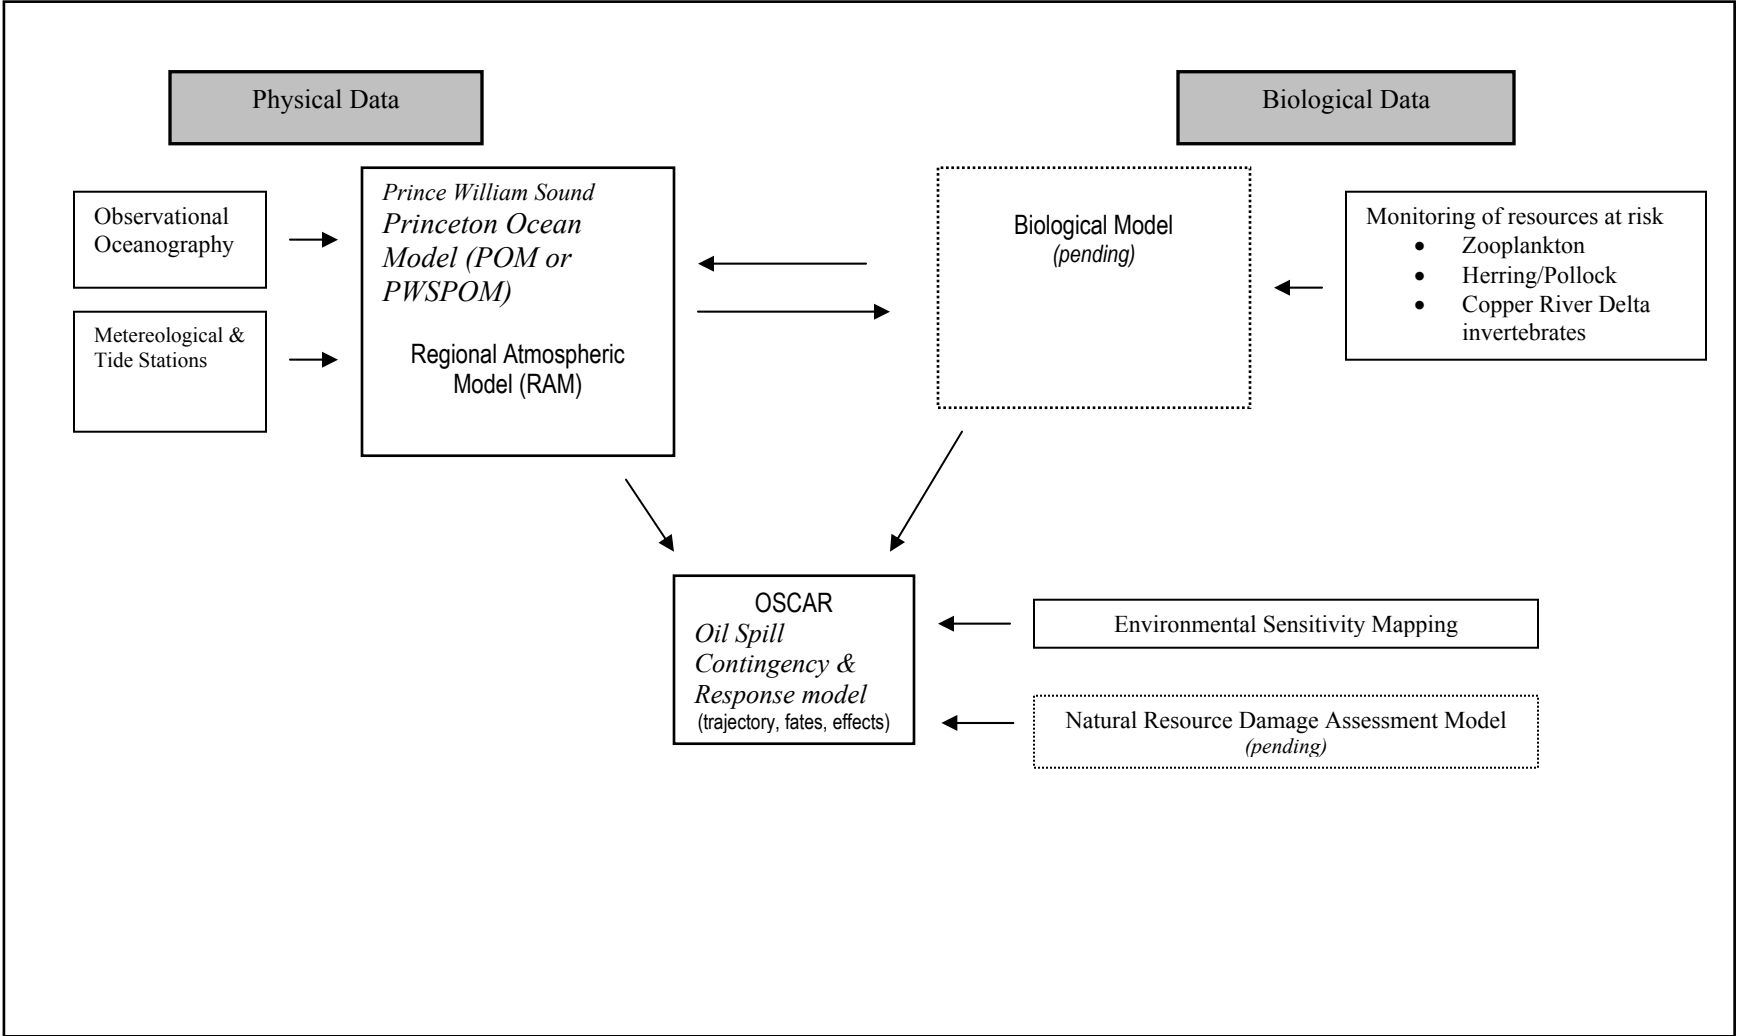 Physical Data
Biological Data
Observational
Oceanography
Metereological &
Tide Stations
Prince William Sound
Princeton Ocean
Model (POM or
PWSPOM)
Regional Atmospheric
Model (RAM)
Biological Model
(pending)
Monitoring of resources at risk
• Zooplankton
• Herring/Pollock
• Copper River Delta
invertebrates
OSCAR
Oil Spill
Contingency &
Response model
(trajectory, fates, effects)
Environmental Sensitivity Mapping
Natural Resource Damage Assessment Model
(pending)